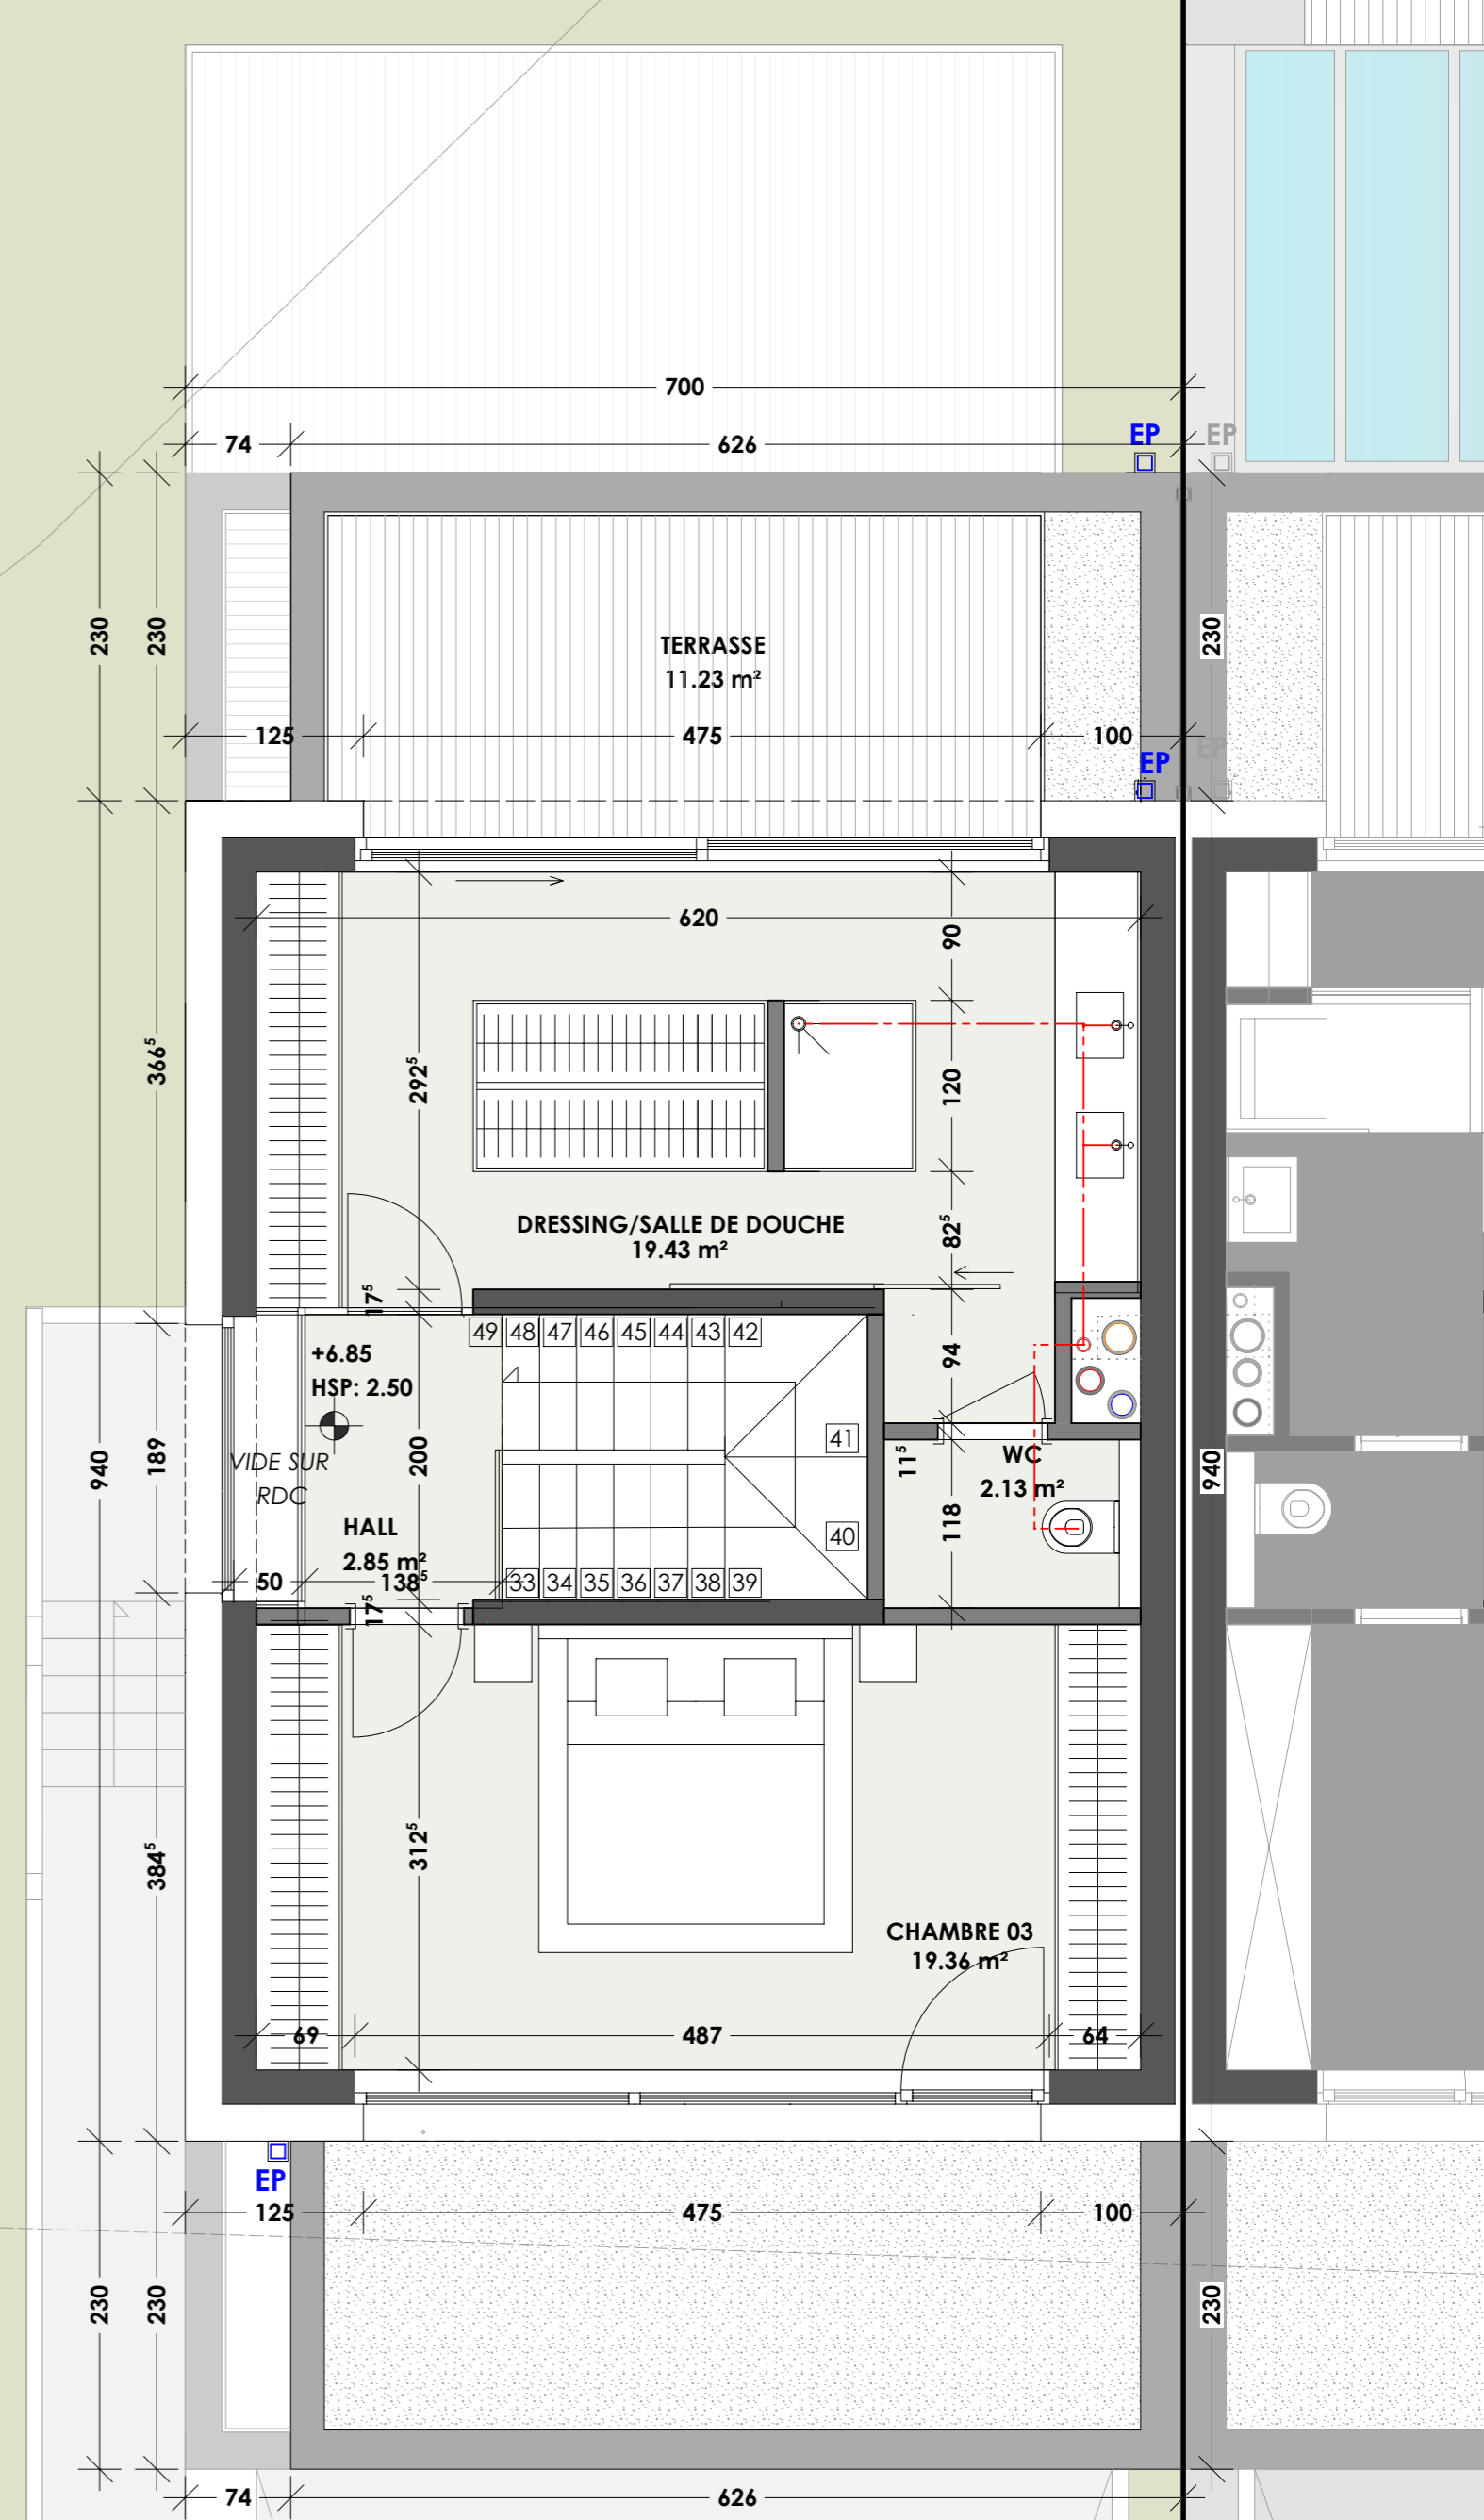 700
74
626
EP
EP
230
230
230
TERRASSE
11.23 m²
125
475
100
EP
EP
620
90
366⁵
292⁵
120
82⁵
DRESSING/SALLE DE DOUCHE
19.43 m²
17⁵
49 48 47 46 45 44 43 42
+6.85
HSP: 2.50
94
41
940
189
200
940
VIDE SUR
RDC
11⁵
WC
2.13 m²
118
HALL
2.85 m²
40
50
138⁵
33 34 35 36 37 38 39
17⁵
384⁵
312⁵
CHAMBRE 03
19.36 m²
69
487
64
EP
125
475
100
230
230
230
74
626